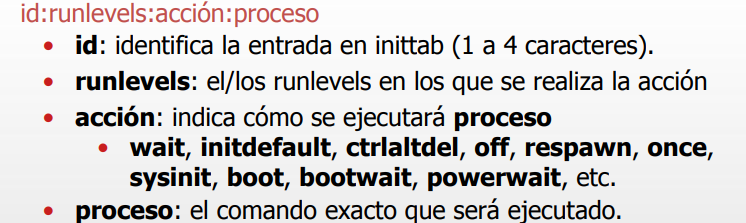 id:runlevels:acción:proceso
• id: identifica la entrada en inittab (1 a 4 caracteres).
• runlevels: el/los runlevels en los que se realiza la acción
• acción: indica cómo se ejecutará proceso
• wait, initdefault, ctrlaltdel, off, respawn, once,
sysinit, boot, bootwait, powerwait, etc.
• proceso: el comando exacto que será ejecutado.